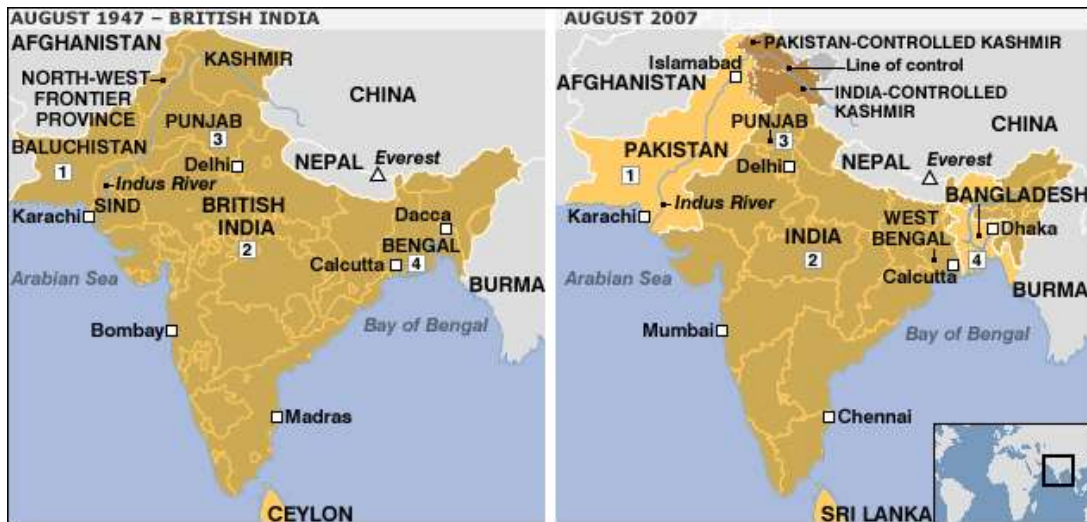 AUGUST 1947 – BRITISH INDIA
AFGHANISTAN
KASHMIR
NORTH-WEST
FRONTIER
PROVINCE
CHINA
PUNJAB
3
BALUCHISTAN
1
Delhi
NEPAL
Everest
Indus River
SIND
Karachi
BRITISH
INDIA
2
Dacca
BENGAL
4
Calcutta
Arabian Sea
BURMA
Bombay
Bay of Bengal
Madras
CEYLON
AUGUST 2007
PAKISTAN-CONTROLLED KASHMIR
Islamabad
Line of control
AFGHANISTAN
INDIA-CONTROLLED
KASHMIR
CHINA
PUNJAB
3
PAKISTAN
1
Delhi
NEPAL
Everest
Indus River
BANGLADESH
Karachi
WEST
BENGAL
Dhaka
INDIA
2
4
Calcutta
Arabian Sea
BURMA
Mumbai
Bay of Bengal
Chennai
SRI LANKA